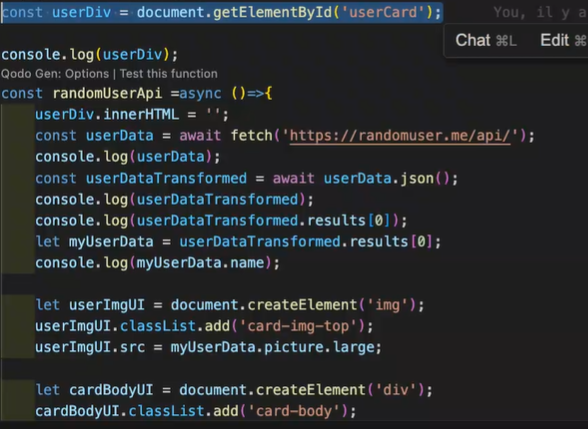 const userDiv = document.getElementById('userCard');
You, il y a
Chat ⌘L Edit ⌘
console.log(userDiv);
Qodo Gen: Options | Test this function
const randomUserApi =async ()=>{
userDiv.innerHTML = '';
const userData = await fetch('https://randomuser.me/api/');
console.log(userData);
const userDataTransformed = await userData.json();
console.log(userDataTransformed);
console.log(userDataTransformed.results[0]);
let myUserData = userDataTransformed.results[0];
console.log(myUserData.name);
let userImgUI = document.createElement('img');
userImgUI.classList.add('card-img-top');
userImgUI.src = myUserData.picture.large;
let cardBodyUI = document.createElement('div');
cardBodyUI.classList.add('card-body');